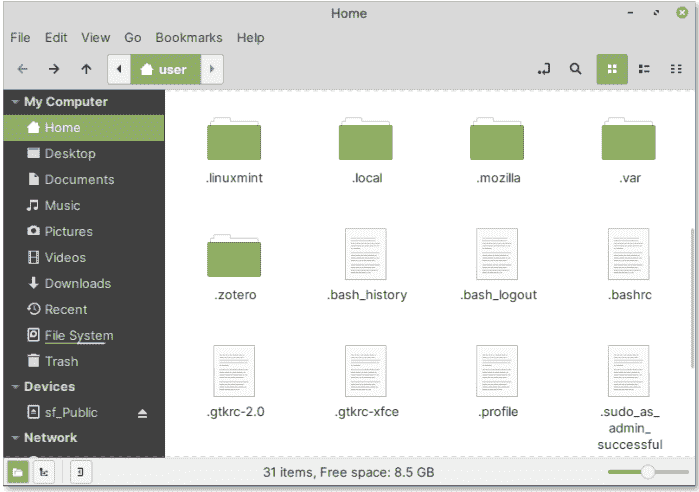 Home
File Edit View Go Bookmarks Help
user
My Computer
Home
Desktop
Documents
Music
Pictures
Videos
Downloads
Recent
File System
Trash
Devices
sf_Public
Network
.linuxmint .local .mozilla .var
.zotero .bash_history .bash_logout .bashrc
.gtkrc-2.0 .gtkrc-xfce .profile .sudo_as_
admin_
successful
31 items, Free space: 8.5 GB